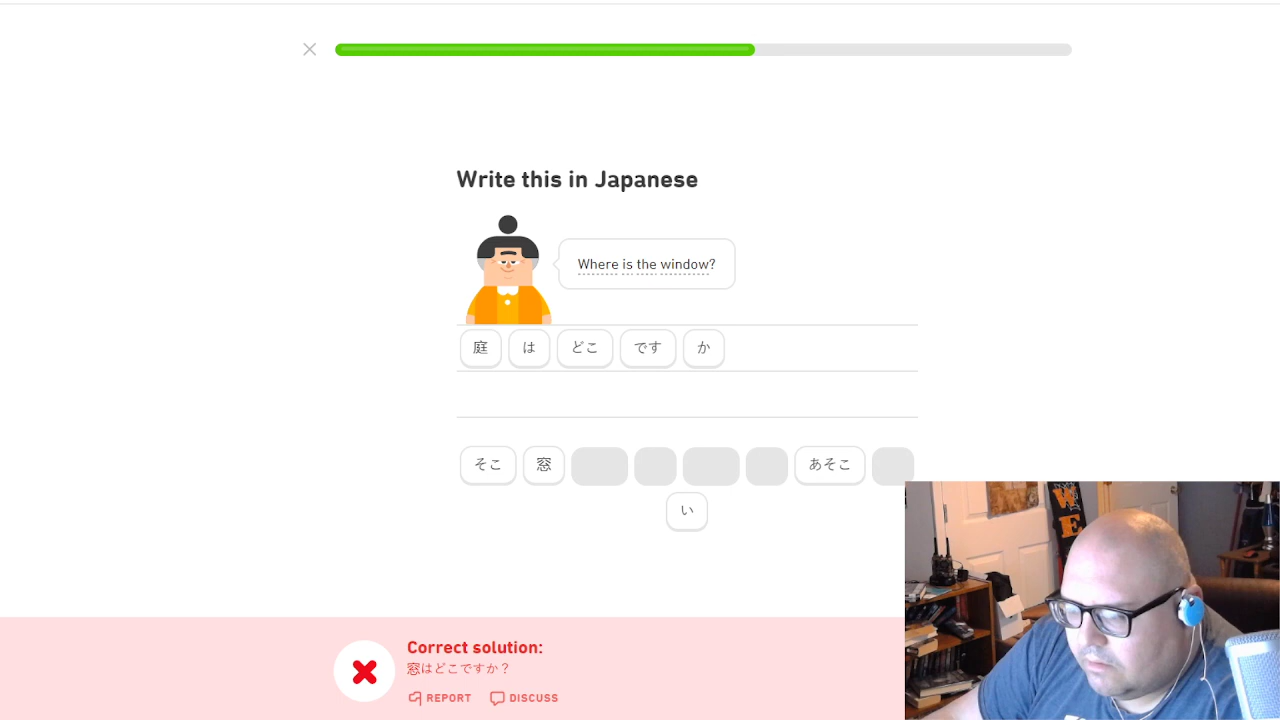 Write this in Japanese
Where is the window?
庭 は どこ です か
そこ 窓 あそこ
い
Correct solution:
窓はどこですか？
REPORT DISCUSS
WE